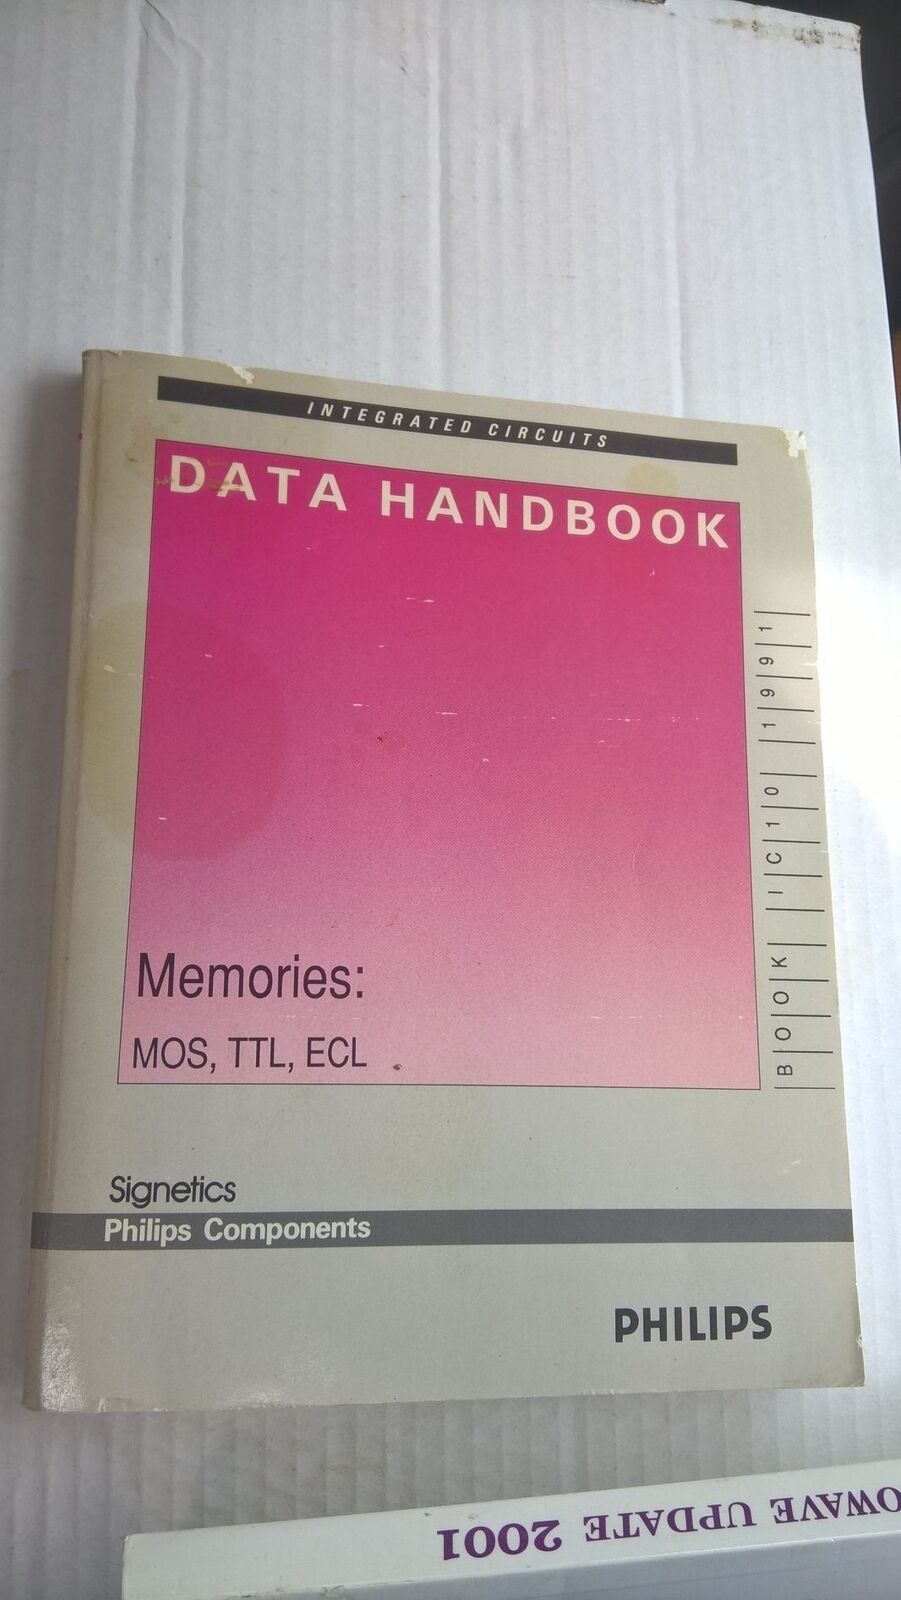 INTEGRATED CIRCUITS
DATA HANDBOOK
Memories:
MOS, TTL, ECL
BOOK IC10 1991
Signetics
Philips Components
PHILIPS
OWAVE UPDATE 2001